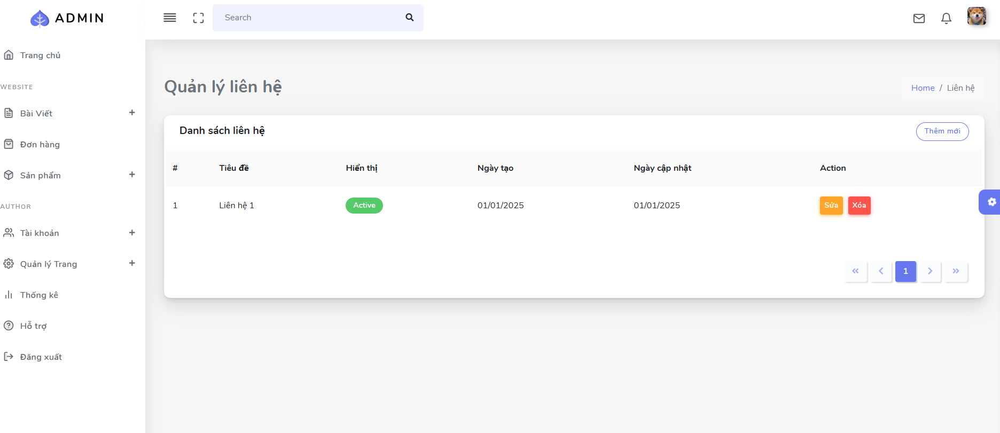 ADMIN
Search
Trang chủ
WEBSITE
Bài Viết +
Đơn hàng
Sản phẩm +
AUTHOR
Tài khoản +
Quản lý Trang +
Thống kê
Hỗ trợ
Đăng xuất
Quản lý liên hệ
Home / Liên hệ
Danh sách liên hệ
Thêm mới
# Tiêu đề Hiển thị Ngày tạo Ngày cập nhật Action
1 Liên hệ 1 Active 01/01/2025 01/01/2025 Sửa Xóa
« ‹ 1 › »